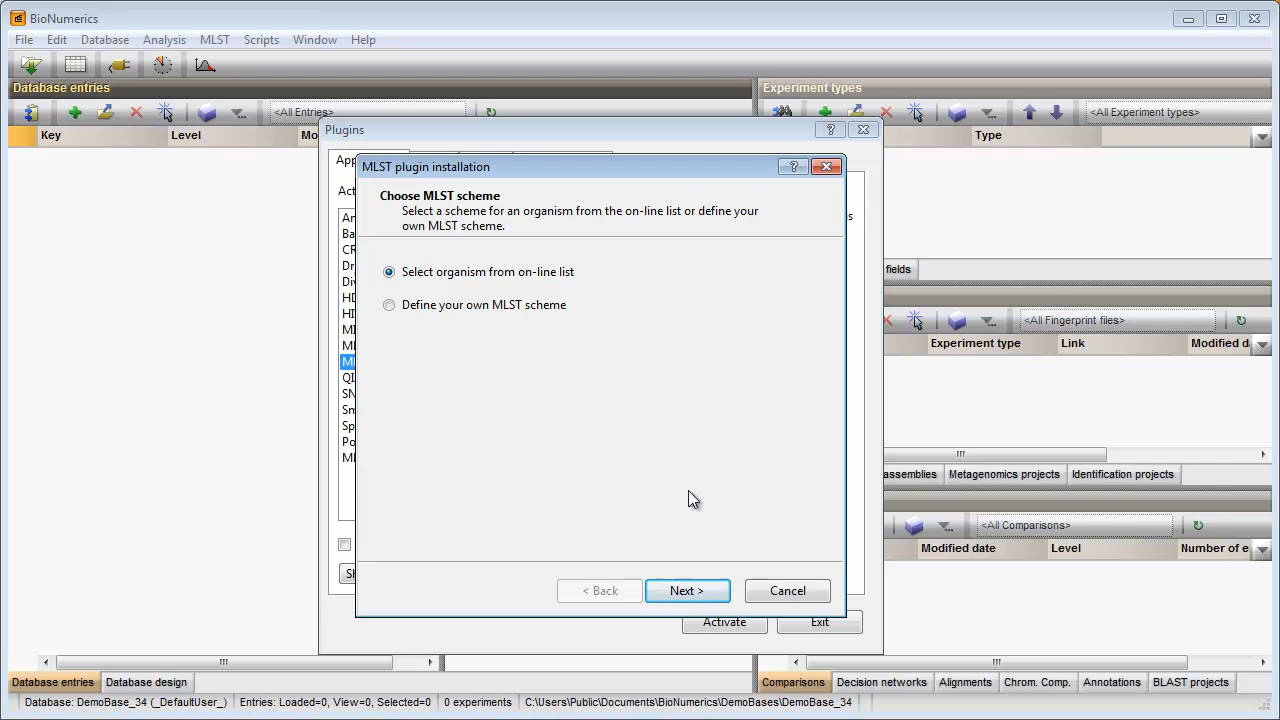 BioNumerics
File Edit Database Analysis MLST Scripts Window Help
Database entries
Experiment types
<All Entries>
<All Experiment types>
Key Level Mo
Type
Plugins
App
Act
MLST plugin installation
Choose MLST scheme
Select a scheme for an organism from the on-line list or define your
own MLST scheme.
Select organism from on-line list
Define your own MLST scheme
< Back Next > Cancel
An
Ba
CR
Dr
Div
HD
HI
QI
SN
Sm
Sp
Po
Sh
s
Activate Exit
fields
<All Fingerprint files>
Experiment type Link Modified d
assemblies Metagenomics projects Identification projects
<All Comparisons>
Modified date Level Number of e
Database entries Database design
Comparisons Decision networks Alignments Chrom. Comp. Annotations BLAST projects
Database: DemoBase_34 (_DefaultUser_) Entries: Loaded=0, View=0, Selected=0 0 experiments C:\Users\Public\Documents\BioNumerics\DemoBases\DemoBase_34